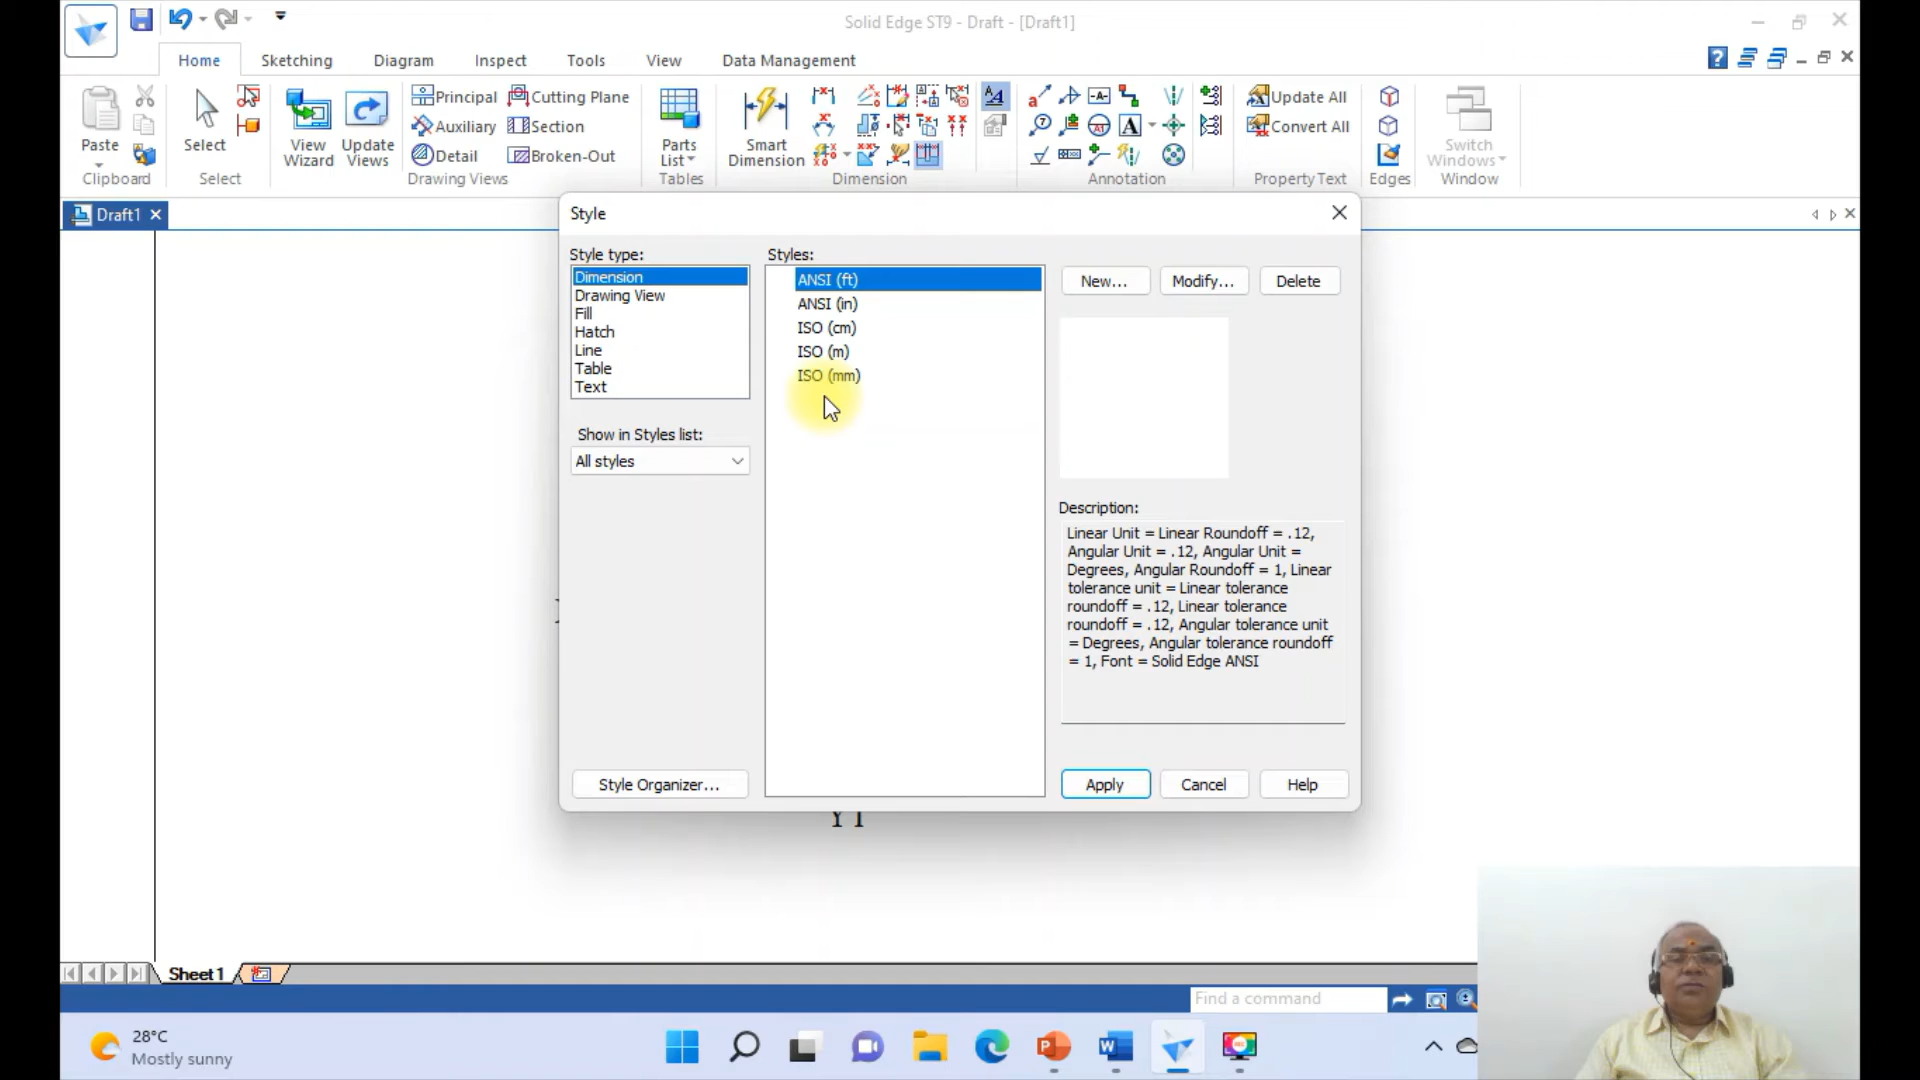 Solid Edge ST9 - Draft - [Draft1]
Home Sketching Diagram Inspect Tools View Data Management
Paste
Clipboard
Select
Select
View Wizard
Update Views
Principal
Auxiliary
Detail
Cutting Plane
Section
Broken-Out
Drawing Views
Parts List
Tables
Smart Dimension
Dimension
Annotation
Update All
Convert All
Property Text
Edges
Switch Windows
Window
Draft1
Style
Style type:
Dimension
Drawing View
Fill
Hatch
Line
Table
Text
Show in Styles list:
All styles
Style Organizer...
Styles:
ANSI (ft)
ANSI (in)
ISO (cm)
ISO (m)
ISO (mm)
New... Modify... Delete
Description:
Linear Unit = Linear Roundoff = .12,
Angular Unit = .12, Angular Unit =
Degrees, Angular Roundoff = 1, Linear
tolerance unit = Linear tolerance
roundoff = .12, Linear tolerance
roundoff = .12, Angular tolerance unit
= Degrees, Angular tolerance roundoff
= 1, Font = Solid Edge ANSI
Apply Cancel Help
Sheet1
Find a command
28°C
Mostly sunny